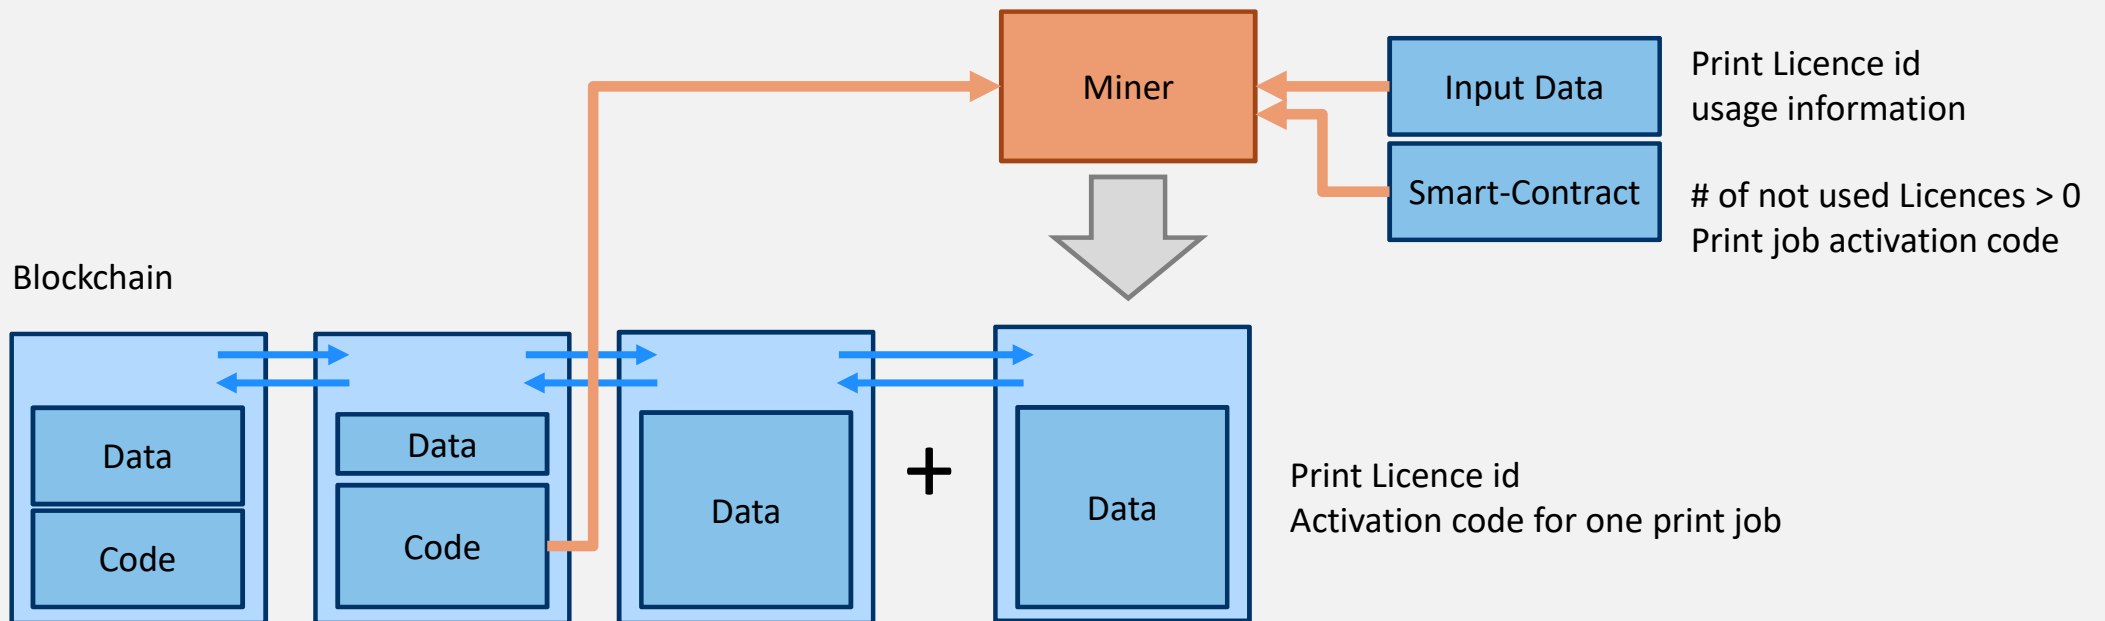 Miner
Input Data
Print Licence id
usage information
Smart-Contract
# of not used Licences > 0
Print job activation code
Blockchain
Data
Code
Data
Code
Data
+
Data
Print Licence id
Activation code for one print job